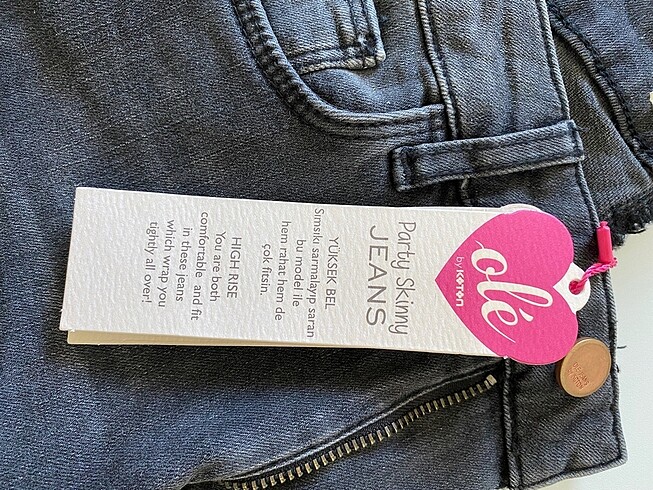 olé
by KOTON
Party Skinny
JEANS
YÜKSEK BEL
Sımsıkı sarmalayıp saran
bu model ile
hem rahat hem de
çok fitsin.
HIGH RISE
You are both
comfortable and fit
in these jeans
which wrap you
tightly all over!